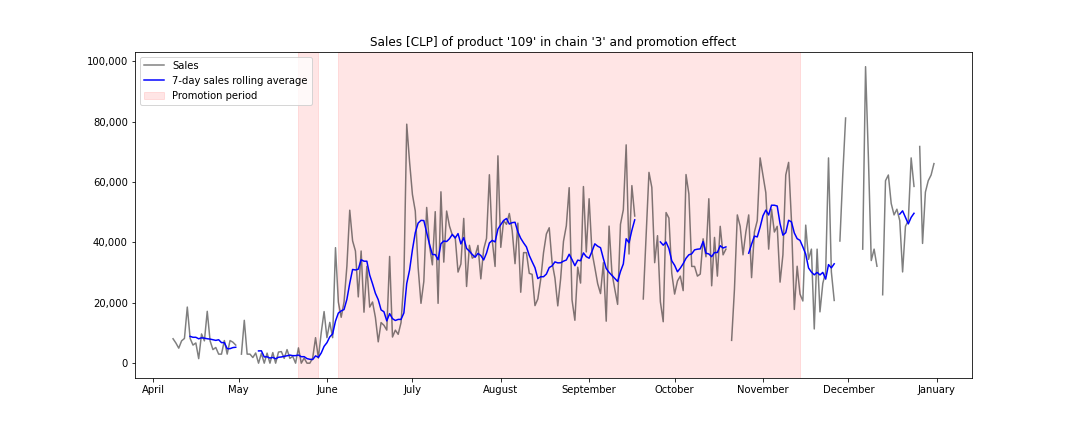 Sales [CLP] of product '109' in chain '3' and promotion effect
100,000
80,000
60,000
40,000
20,000
0
Sales
7-day sales rolling average
Promotion period
April May June July August September October November December January